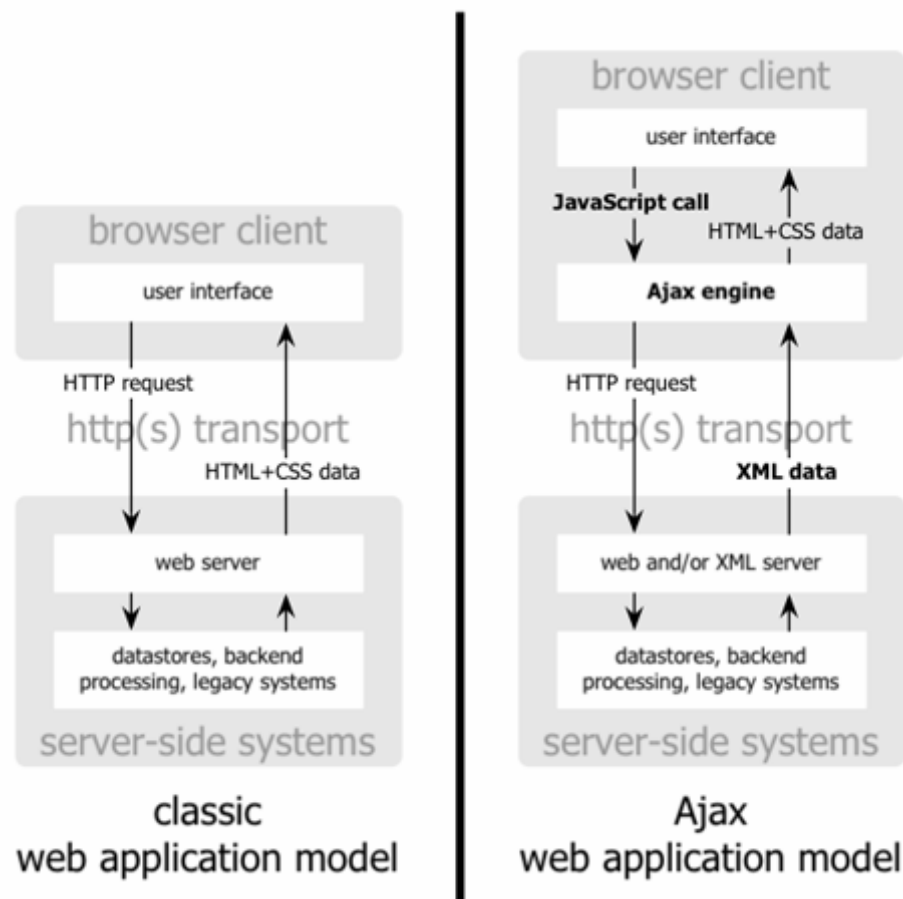 browser client
user interface
HTTP request
http(s) transport
HTML+CSS data
web server
datastores, backend
processing, legacy systems
server-side systems
classic
web application model
browser client
user interface
JavaScript call
HTML+CSS data
Ajax engine
HTTP request
http(s) transport
XML data
web and/or XML server
datastores, backend
processing, legacy systems
server-side systems
Ajax
web application model